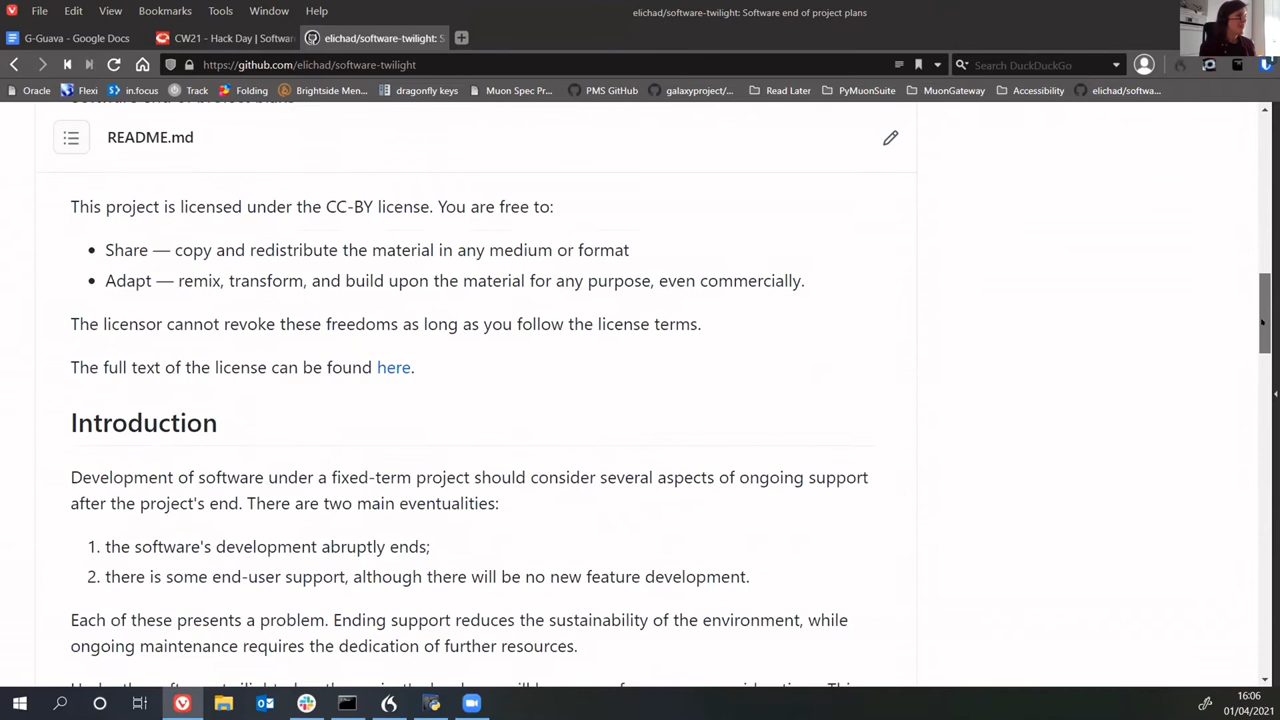 File Edit View Bookmarks Tools Window Help
elichad/software-twilight: Software end of project plans
G-Guava - Google Docs
CW21 - Hack Day | Softwar
elichad/software-twilight: S
https://github.com/elichad/software-twilight
Search DuckDuckGo
Oracle Flexi in.focus Track Folding Brightside Men... dragonfly keys Muon Spec Pr... PMS GitHub galaxyproject/... Read Later PyMuonSuite MuonGateway Accessibility elichad/softwa...
README.md
This project is licensed under the CC-BY license. You are free to:
• Share — copy and redistribute the material in any medium or format
• Adapt — remix, transform, and build upon the material for any purpose, even commercially.
The licensor cannot revoke these freedoms as long as you follow the license terms.
The full text of the license can be found here.
Introduction
Development of software under a fixed-term project should consider several aspects of ongoing support
after the project's end. There are two main eventualities:
1. the software's development abruptly ends;
2. there is some end-user support, although there will be no new feature development.
Each of these presents a problem. Ending support reduces the sustainability of the environment, while
ongoing maintenance requires the dedication of further resources.
16:06
01/04/2021